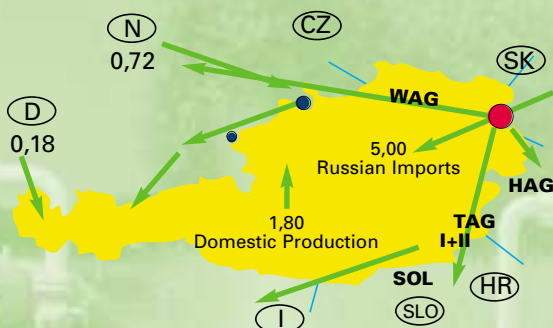 N
0,72
CZ
SK
D
0,18
WAG
5,00
Russian Imports
HAG
1,80
Domestic Production
TAG
I+II
SOL
HR
I
SLO